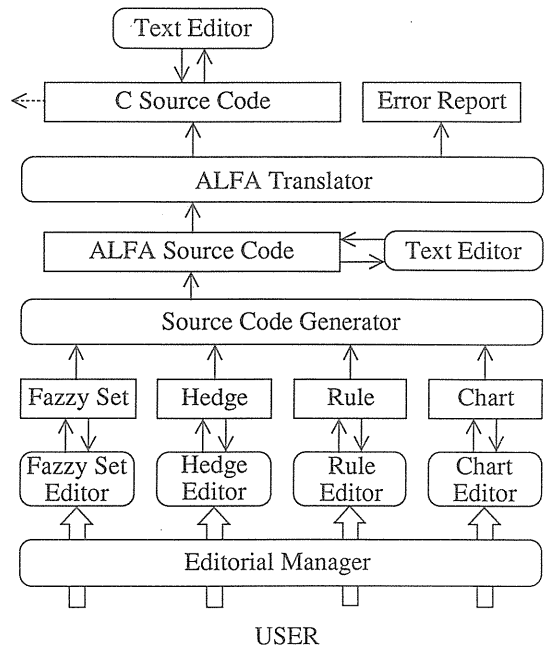 Text Editor
C Source Code
Error Report
ALFA Translator
ALFA Source Code
Text Editor
Source Code Generator
Fazzy Set
Hedge
Rule
Chart
Fazzy Set
Editor
Hedge
Editor
Rule
Editor
Chart
Editor
Editorial Manager
USER